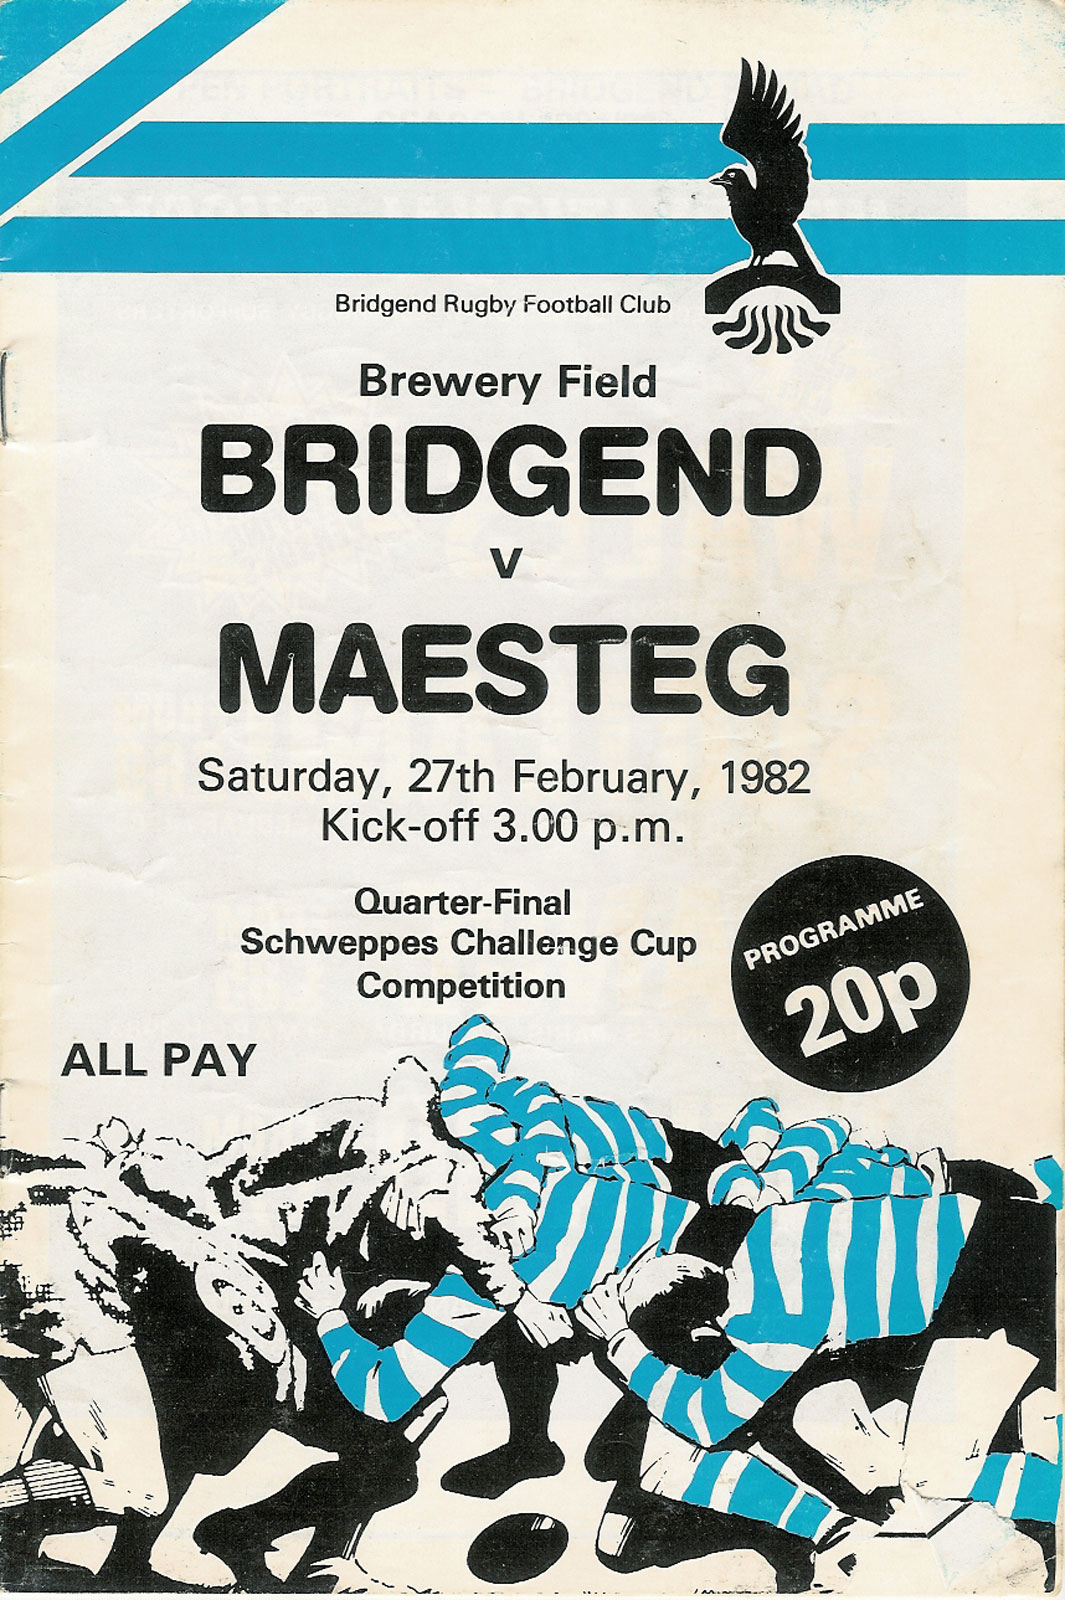 Bridgend Rugby Football Club
Brewery Field
BRIDGEND
v
MAESTEG
Saturday, 27th February, 1982
Kick-off 3.00 p.m.
Quarter-Final
Schweppes Challenge Cup
Competition
PROGRAMME
20p
ALL PAY